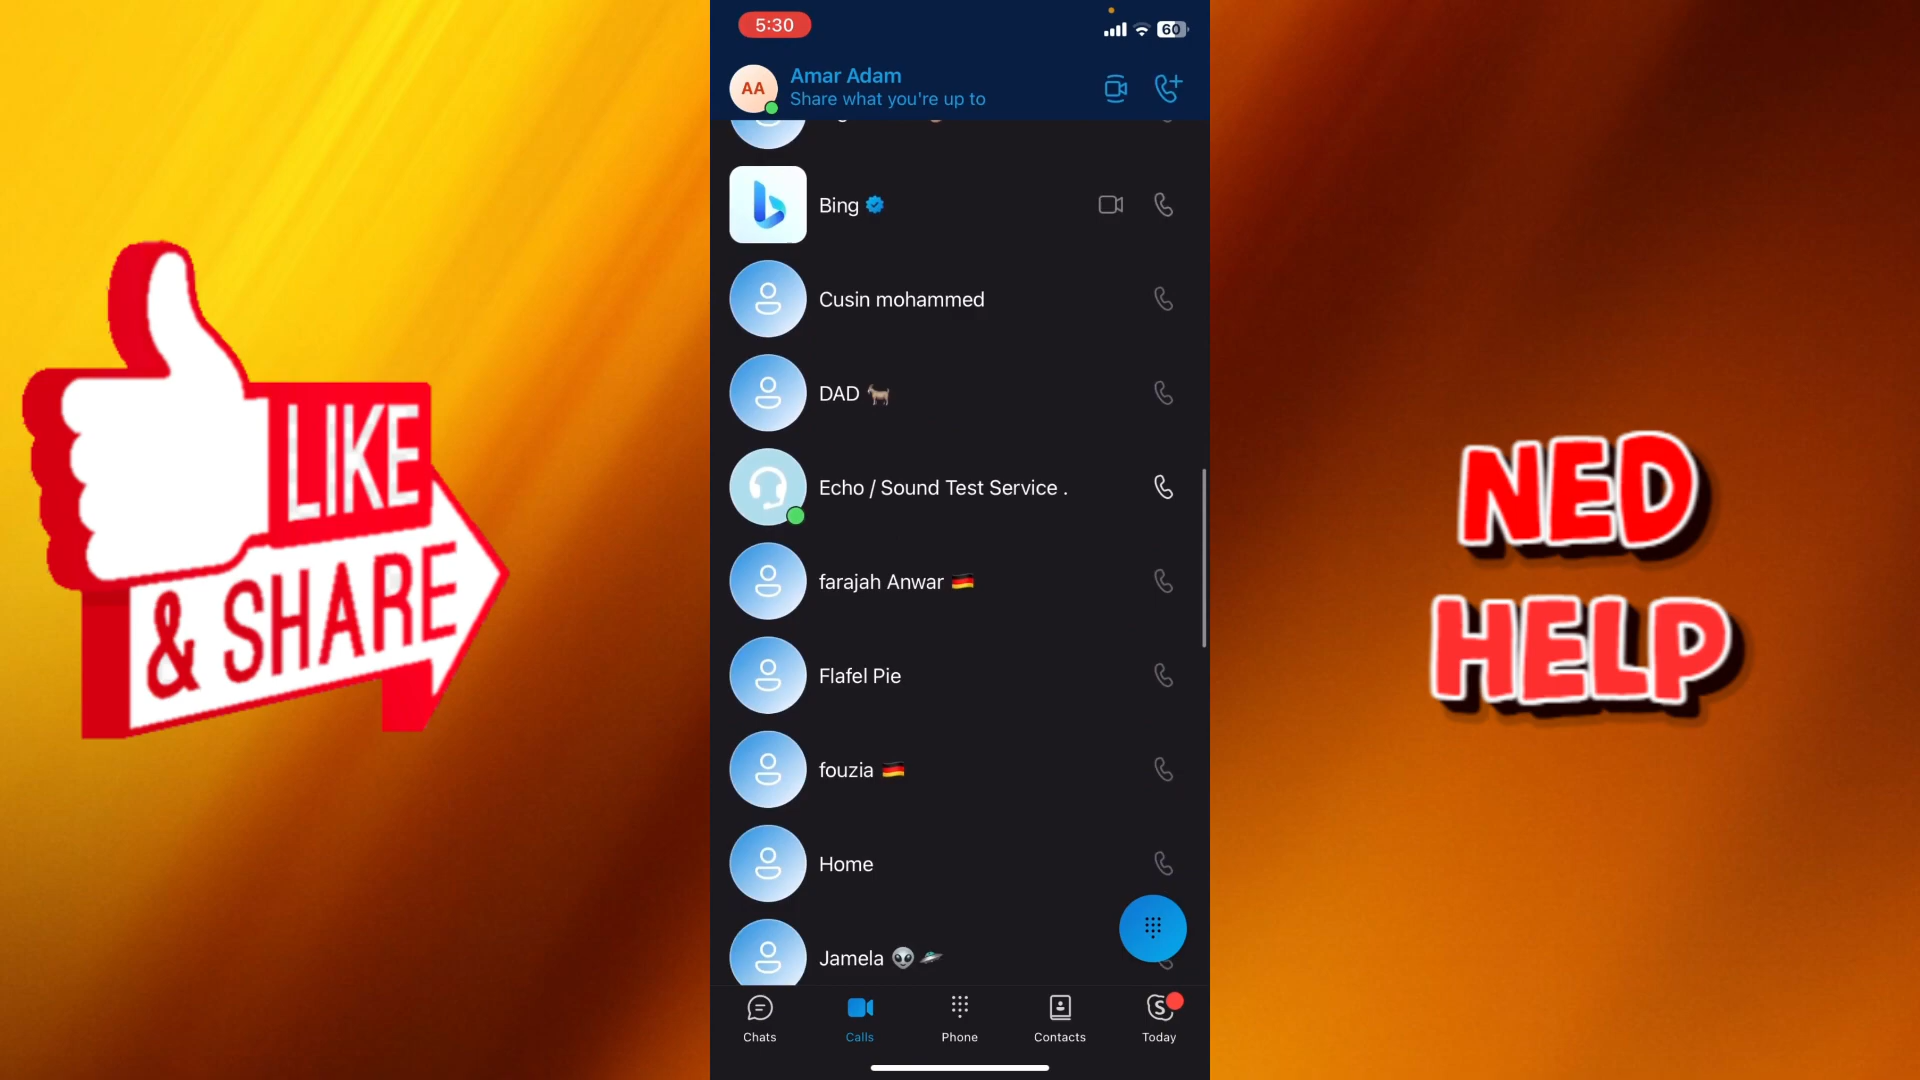 5:30
60
AA
Amar Adam
Share what you're up to
Bing
Cusin mohammed
DAD 🐐
Echo / Sound Test Service .
farajah Anwar 🇩🇪
Flafel Pie
fouzia 🇩🇪
Home
Jamela 👽🛸
Chats
Calls
Phone
Contacts
Today
LIKE
& SHARE
NED
HELP